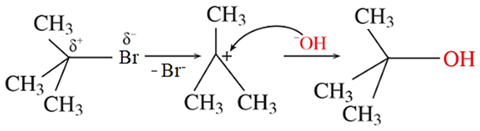 CH₃ δ⁺ δ⁻ Br CH₃ CH₃
- Br⁻
CH₃ + CH₃ CH₃
⁻OH
CH₃ OH CH₃ CH₃